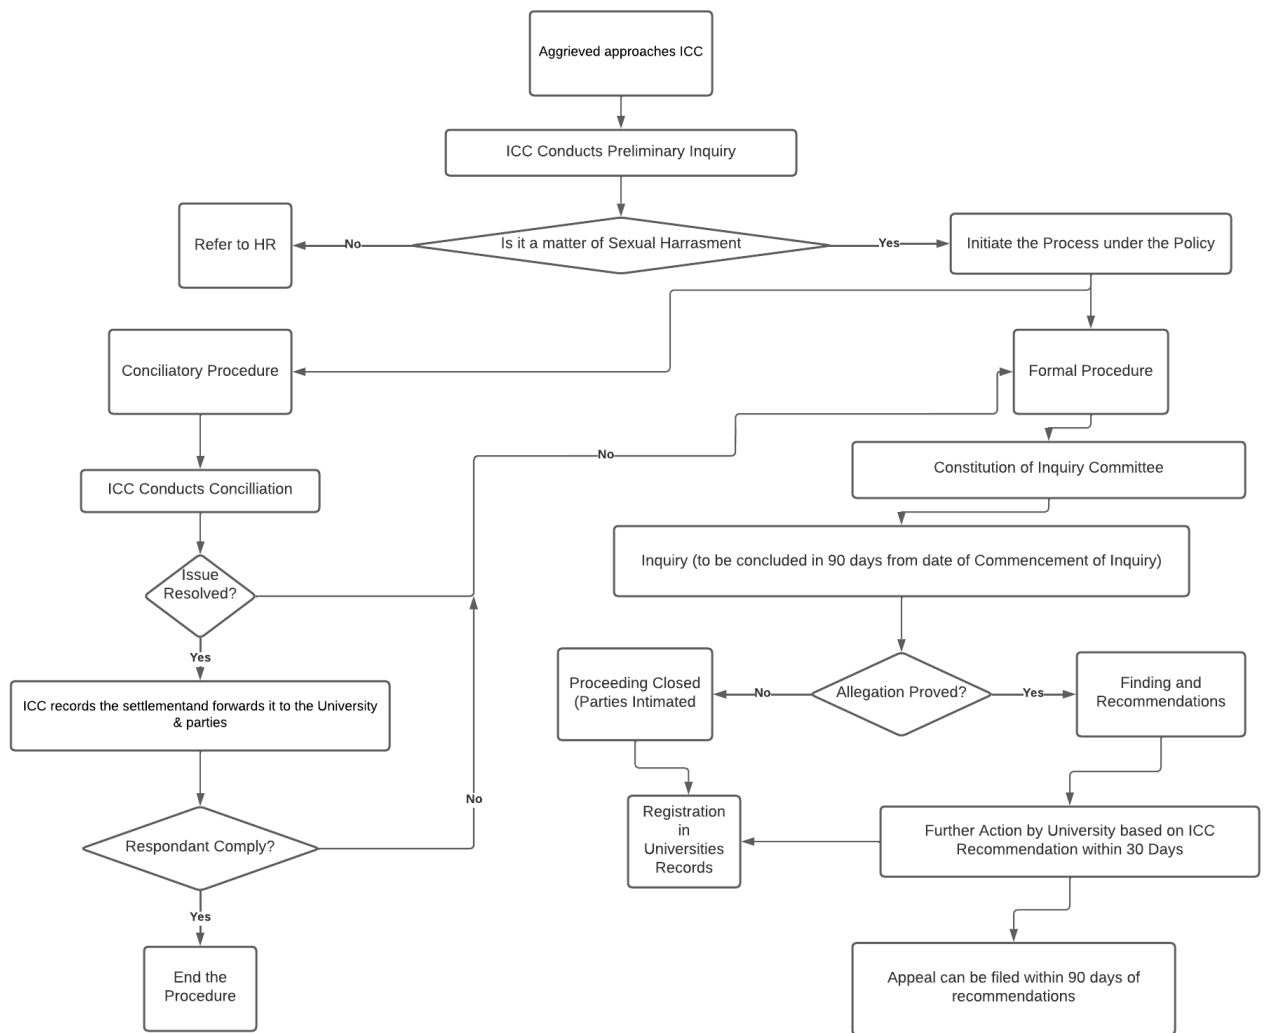 Aggrieved approaches ICC
ICC Conducts Preliminary Inquiry
Refer to HR
No
Is it a matter of Sexual Harrasment
Yes
Initiate the Process under the Policy
Conciliatory Procedure
Formal Procedure
No
Constitution of Inquiry Committee
ICC Conducts Concilliation
Inquiry (to be concluded in 90 days from date of Commencement of Inquiry)
Issue
Resolved?
Yes
Proceeding Closed
(Parties Intimated
No
Allegation Proved?
Yes
Finding and
Recommendations
ICC records the settlementand forwards it to the University
& parties
No
Registration
in
Universities
Records
Further Action by University based on ICC
Recommendation within 30 Days
Respondant Comply?
Yes
End the
Procedure
Appeal can be filed within 90 days of
recommendations